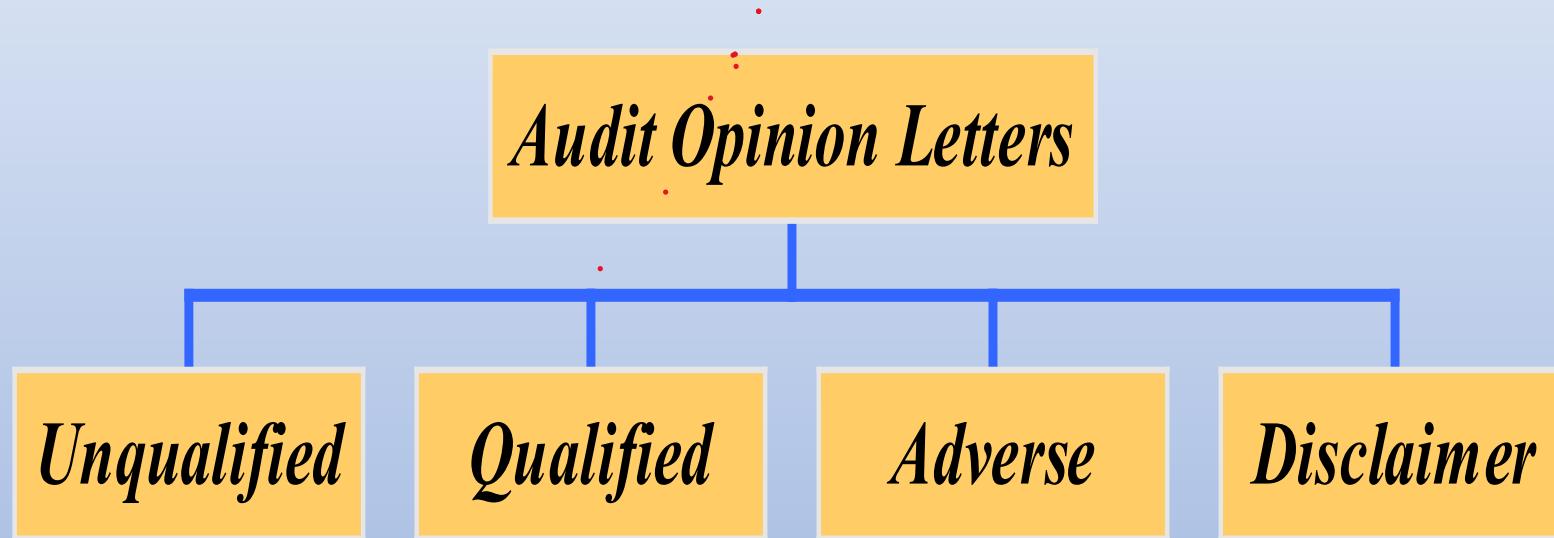 Audit Opinion Letters
Unqualified
Qualified
Adverse
Disclaimer